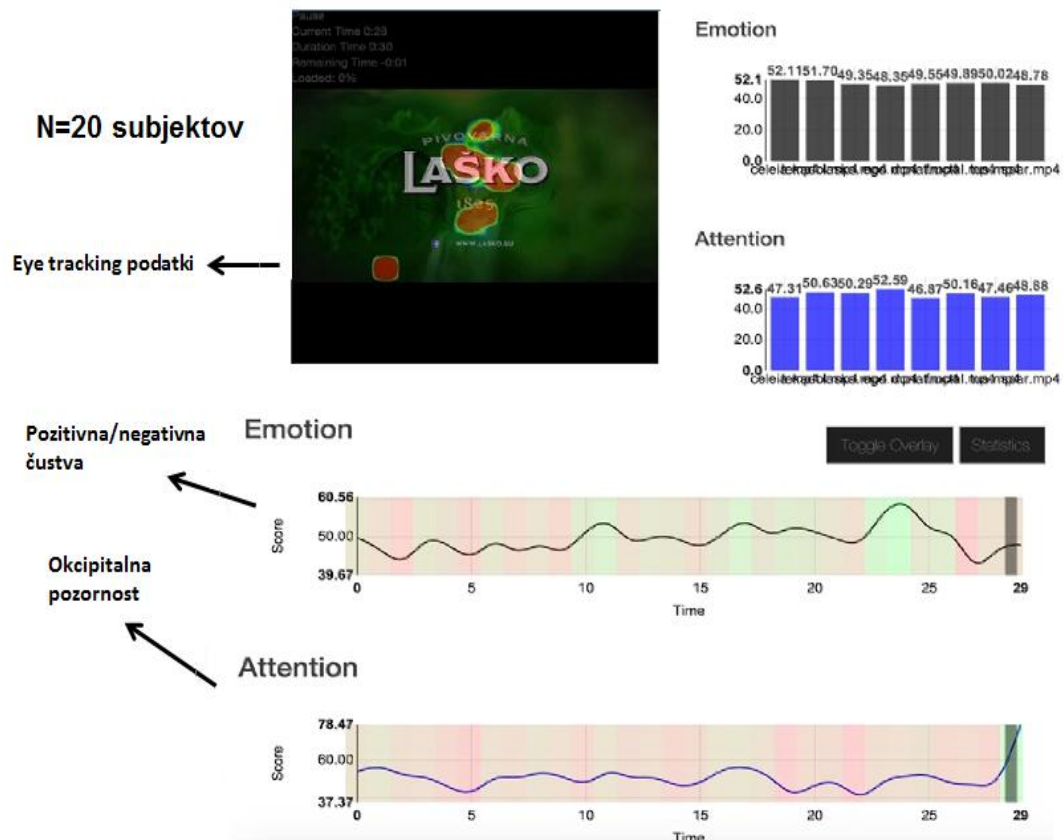 Pause
Current Time 0:28
Duration Time 0:30
Remaining Time -0:01
Loaded: 0%
PIVOVARNA
LAŠKO
1825
WWW.LASKO.EU
N=20 subjektov
Eye tracking podatki
Emotion
52.11 51.70 49.35 48.35 49.55 49.89 50.02 48.78
52.1
40.0
20.0
0.0
Attention
47.31 50.63 50.29 52.59 46.87 50.16 47.46 48.88
52.6
40.0
20.0
0.0
Pozitivna/negativna
čustva
Emotion
Toggle Overlay
Statistics
Score
60.56
50.00
39.67
0 5 10 15 20 25 29
Time
Okcipitalna
pozornost
Attention
Score
78.47
60.00
37.37
0 5 10 15 20 25 29
Time